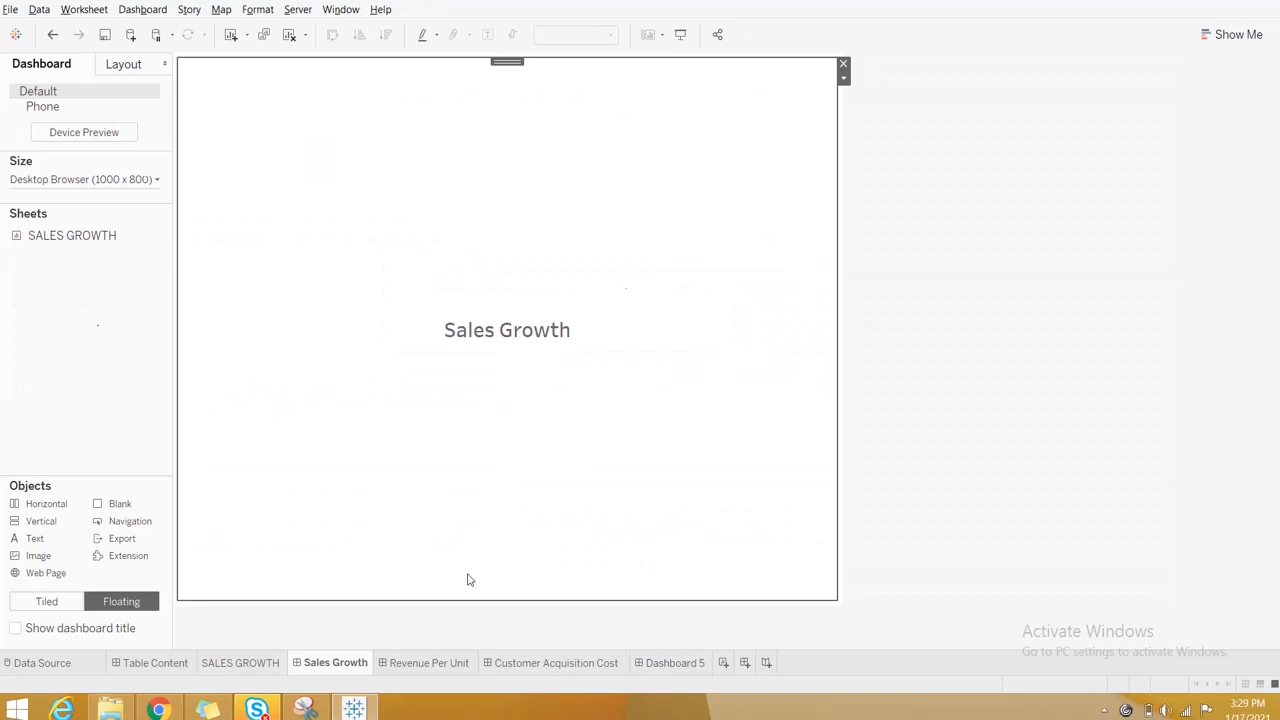 File Data Worksheet Dashboard Story Map Format Server Window Help
Show Me
Dashboard Layout
Default
Phone
Device Preview
Size
Desktop Browser (1000 x 800)
Sheets
SALES GROWTH
Sales Growth
Objects
Horizontal Blank
Vertical Navigation
Text Export
Image Extension
Web Page
Tiled Floating
Show dashboard title
Activate Windows
Go to PC settings to activate Windows.
Data Source Table Content SALES GROWTH Sales Growth Revenue Per Unit Customer Acquisition Cost Dashboard 5
3:29 PM
1/17/2021